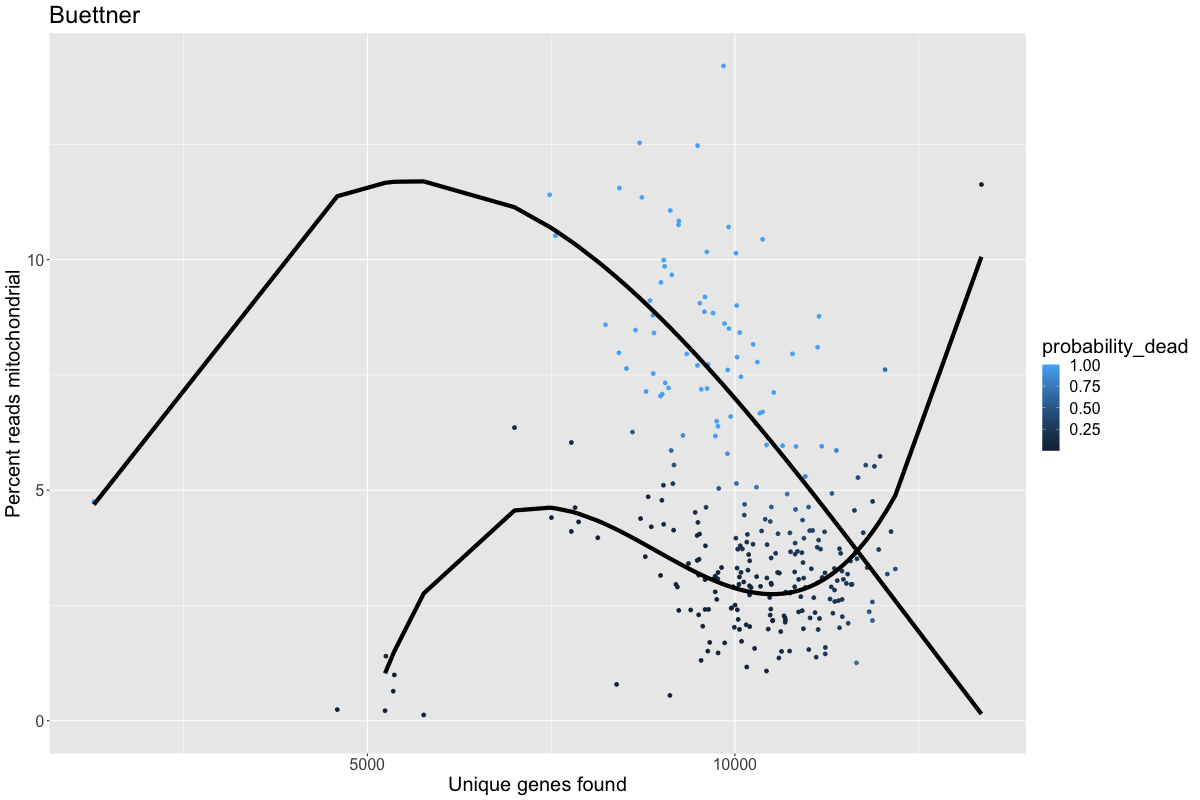 Buettner
Percent reads mitochondrial
10
5
0
5000
10000
Unique genes found
probability_dead
1.00
0.75
0.50
0.25